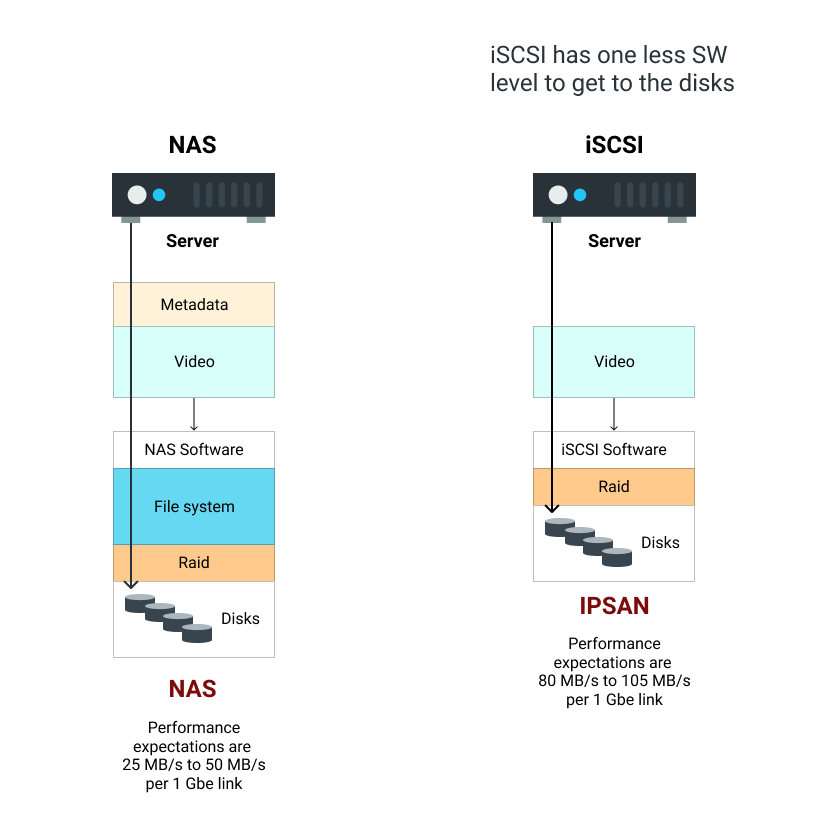 iSCSI has one less SW
level to get to the disks
NAS
Server
Metadata
Video
NAS Software
File system
Raid
Disks
NAS
Performance
expectations are
25 MB/s to 50 MB/s
per 1 Gbe link
iSCSI
Server
Video
iSCSI Software
Raid
Disks
IPSAN
Performance
expectations are
80 MB/s to 105 MB/s
per 1 Gbe link